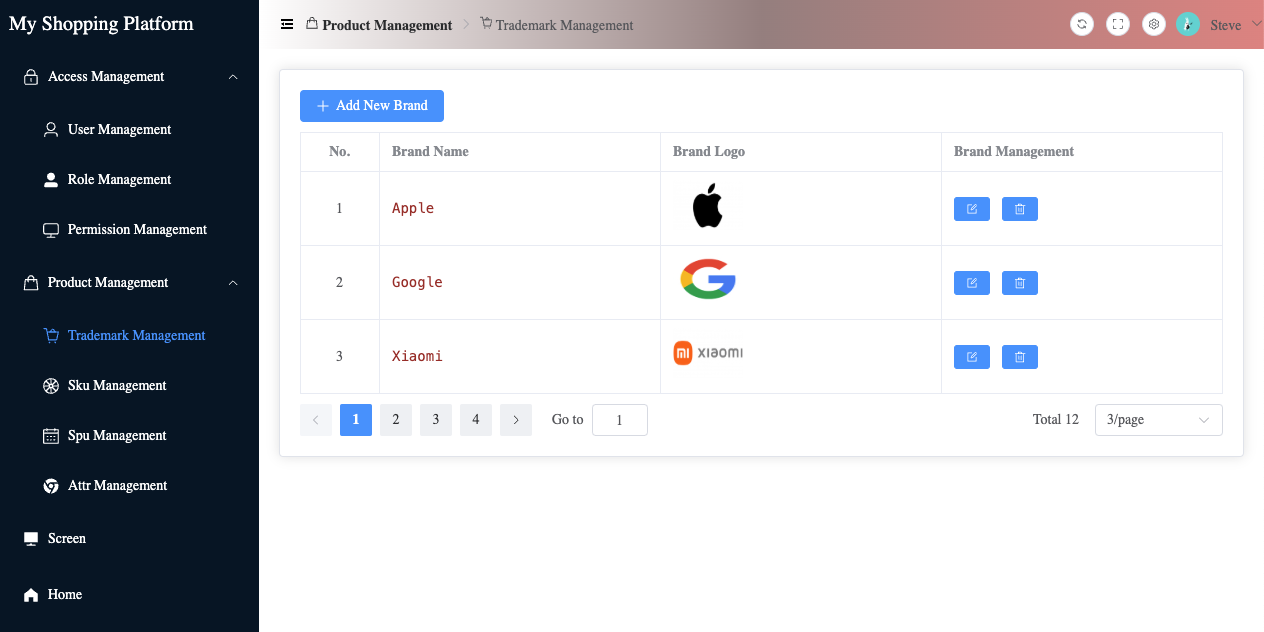 My Shopping Platform
Access Management
User Management
Role Management
Permission Management
Product Management
Trademark Management
Sku Management
Spu Management
Attr Management
Screen
Home
Product Management Trademark Management Steve
Add New Brand
No. Brand Name Brand Logo Brand Management
1 Apple
2 Google
3 Xiaomi mi xiaomi
1 2 3 4 Go to 1 Total 12 3/page